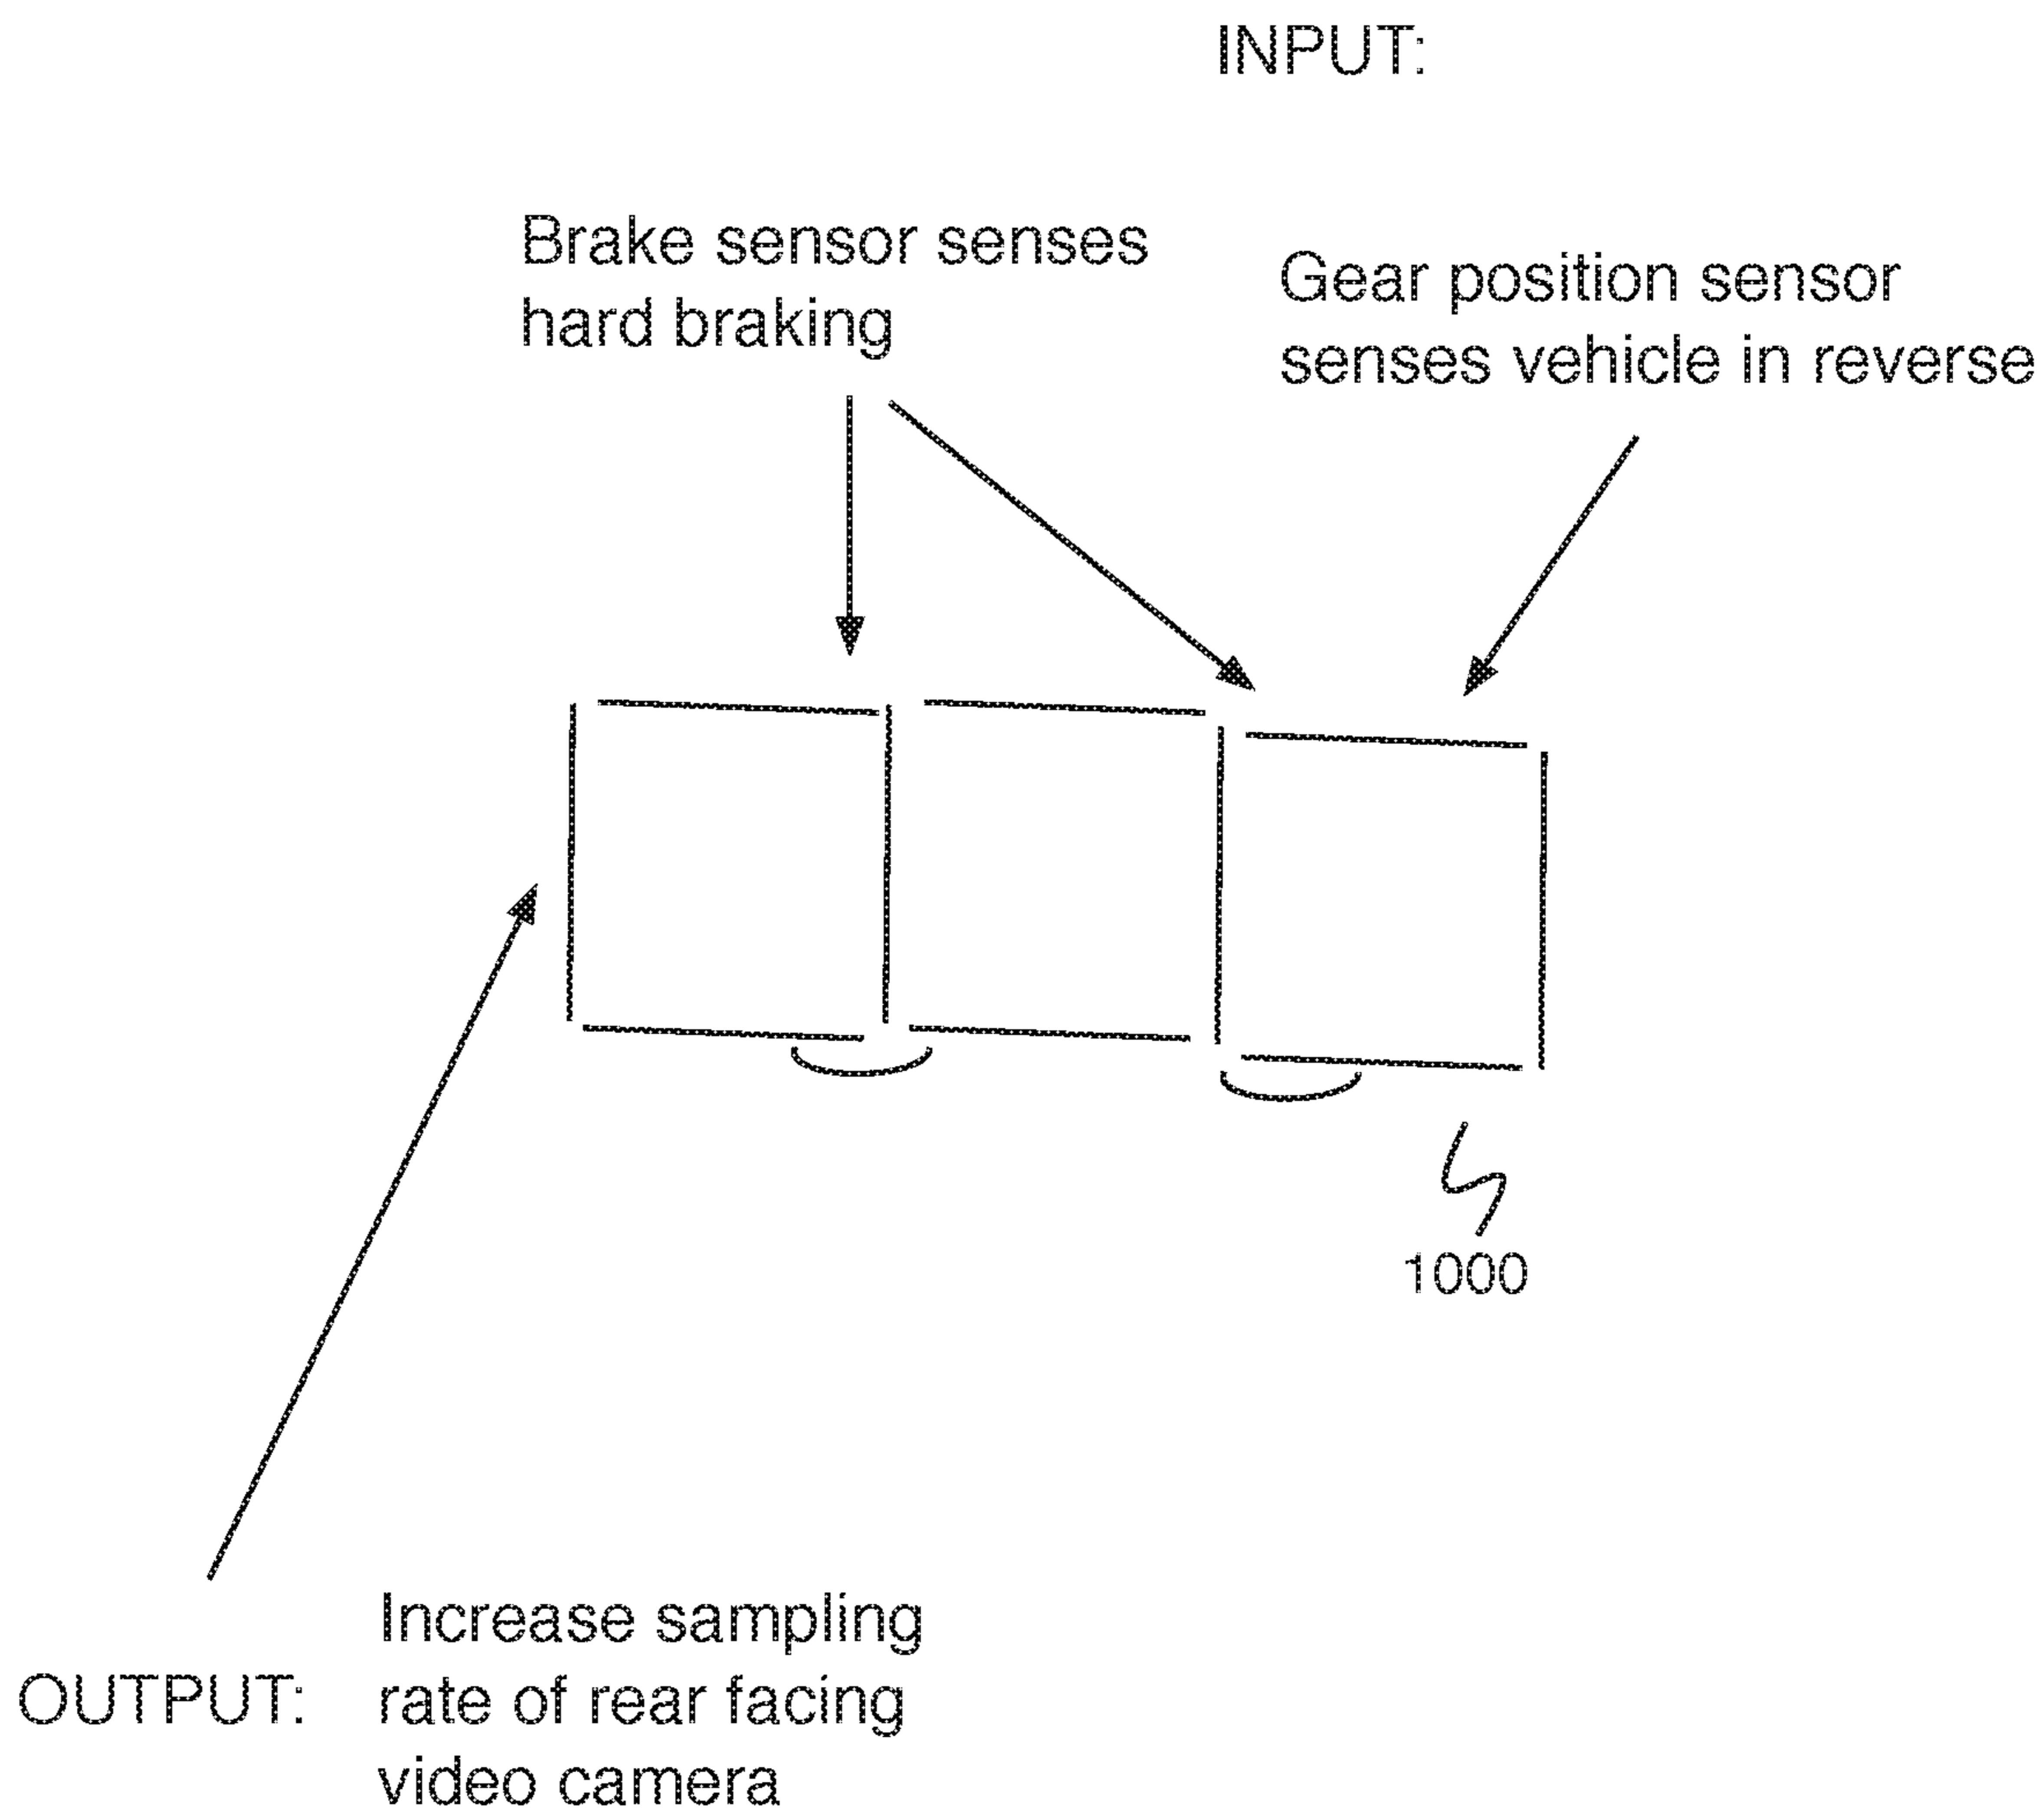 INPUT:
Brake sensor senses
hard braking
Gear position sensor
senses vehicle in reverse
1000
OUTPUT:
Increase sampling
rate of rear facing
video camera